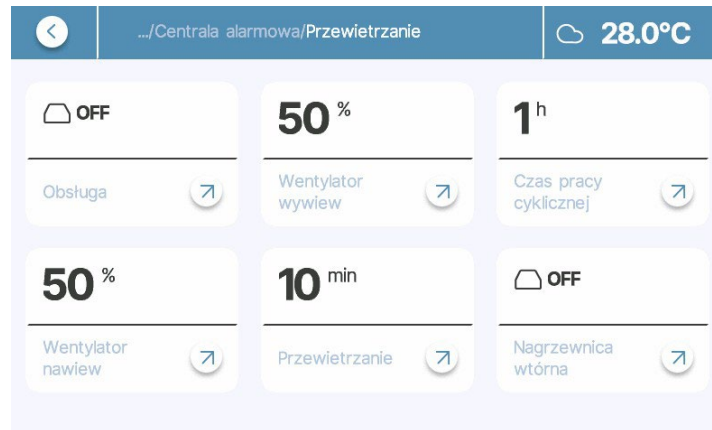 .../Centrala alarmowa/Przewietrzanie
28.0°C
OFF
50 %
1 h
Obsługa
Wentylator
wywiew
Czas pracy
cyklicznej
50 %
10 min
OFF
Wentylator
nawiew
Przewietrzanie
Nagrzewnica
wtórna